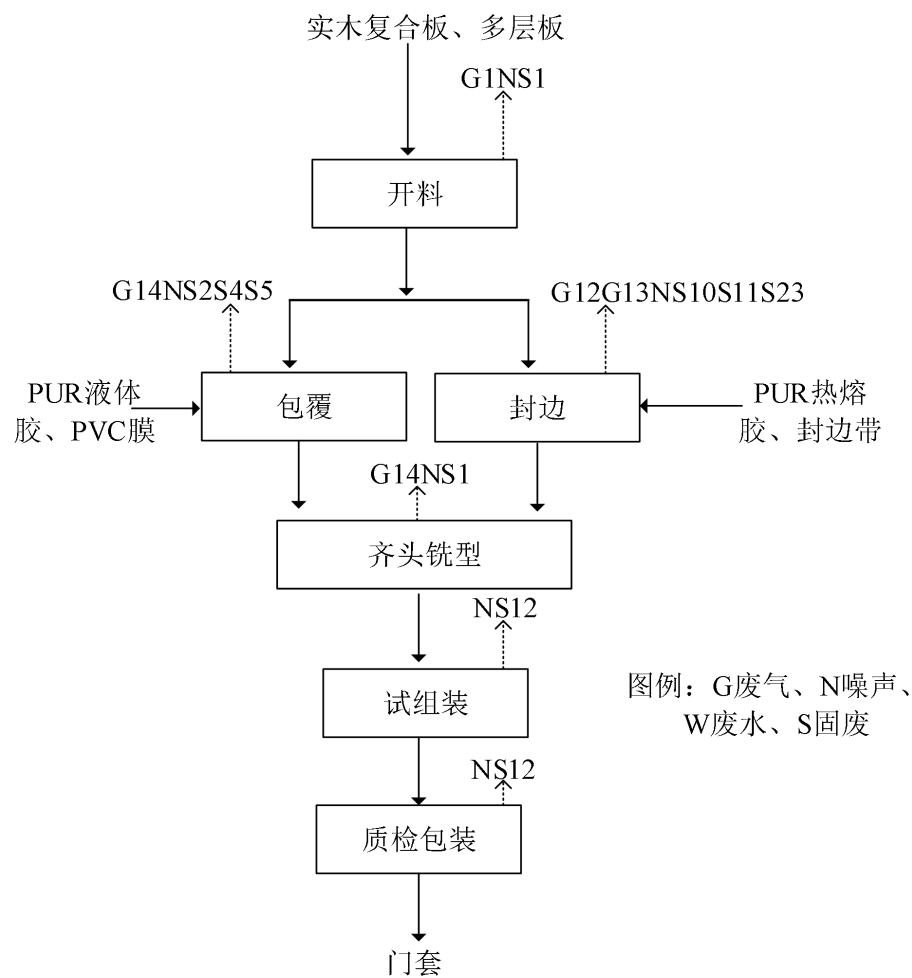 实木复合板、多层板
G1NS1
开料
G14NS2S4S5
G12G13NS10S11S23
PUR液体
胶、PVC膜
包覆
封边
PUR热熔
胶、封边带
G14NS1
齐头铣型
NS12
试组装
图例：G废气、N噪声、
W废水、S固废
NS12
质检包装
门套